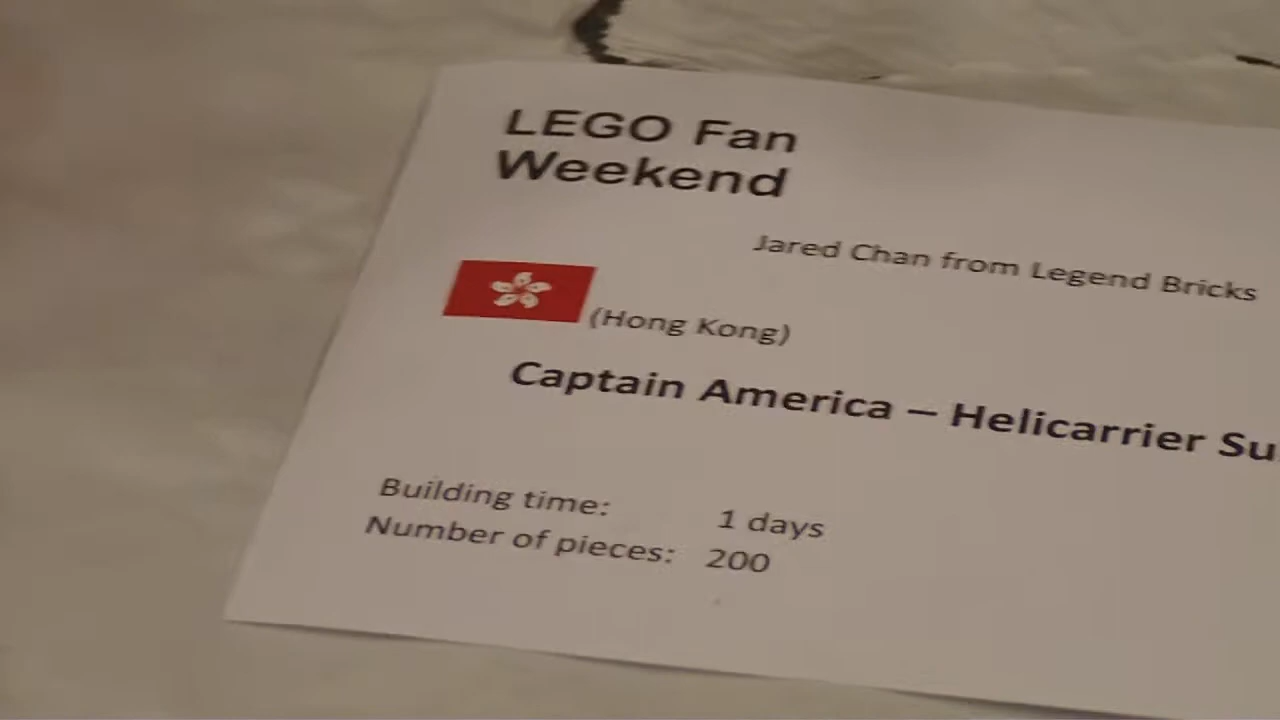 LEGO Fan
Weekend
Jared Chan from Legend Bricks
(Hong Kong)
Captain America – Helicarrier Su
Building time: 1 days
Number of pieces: 200